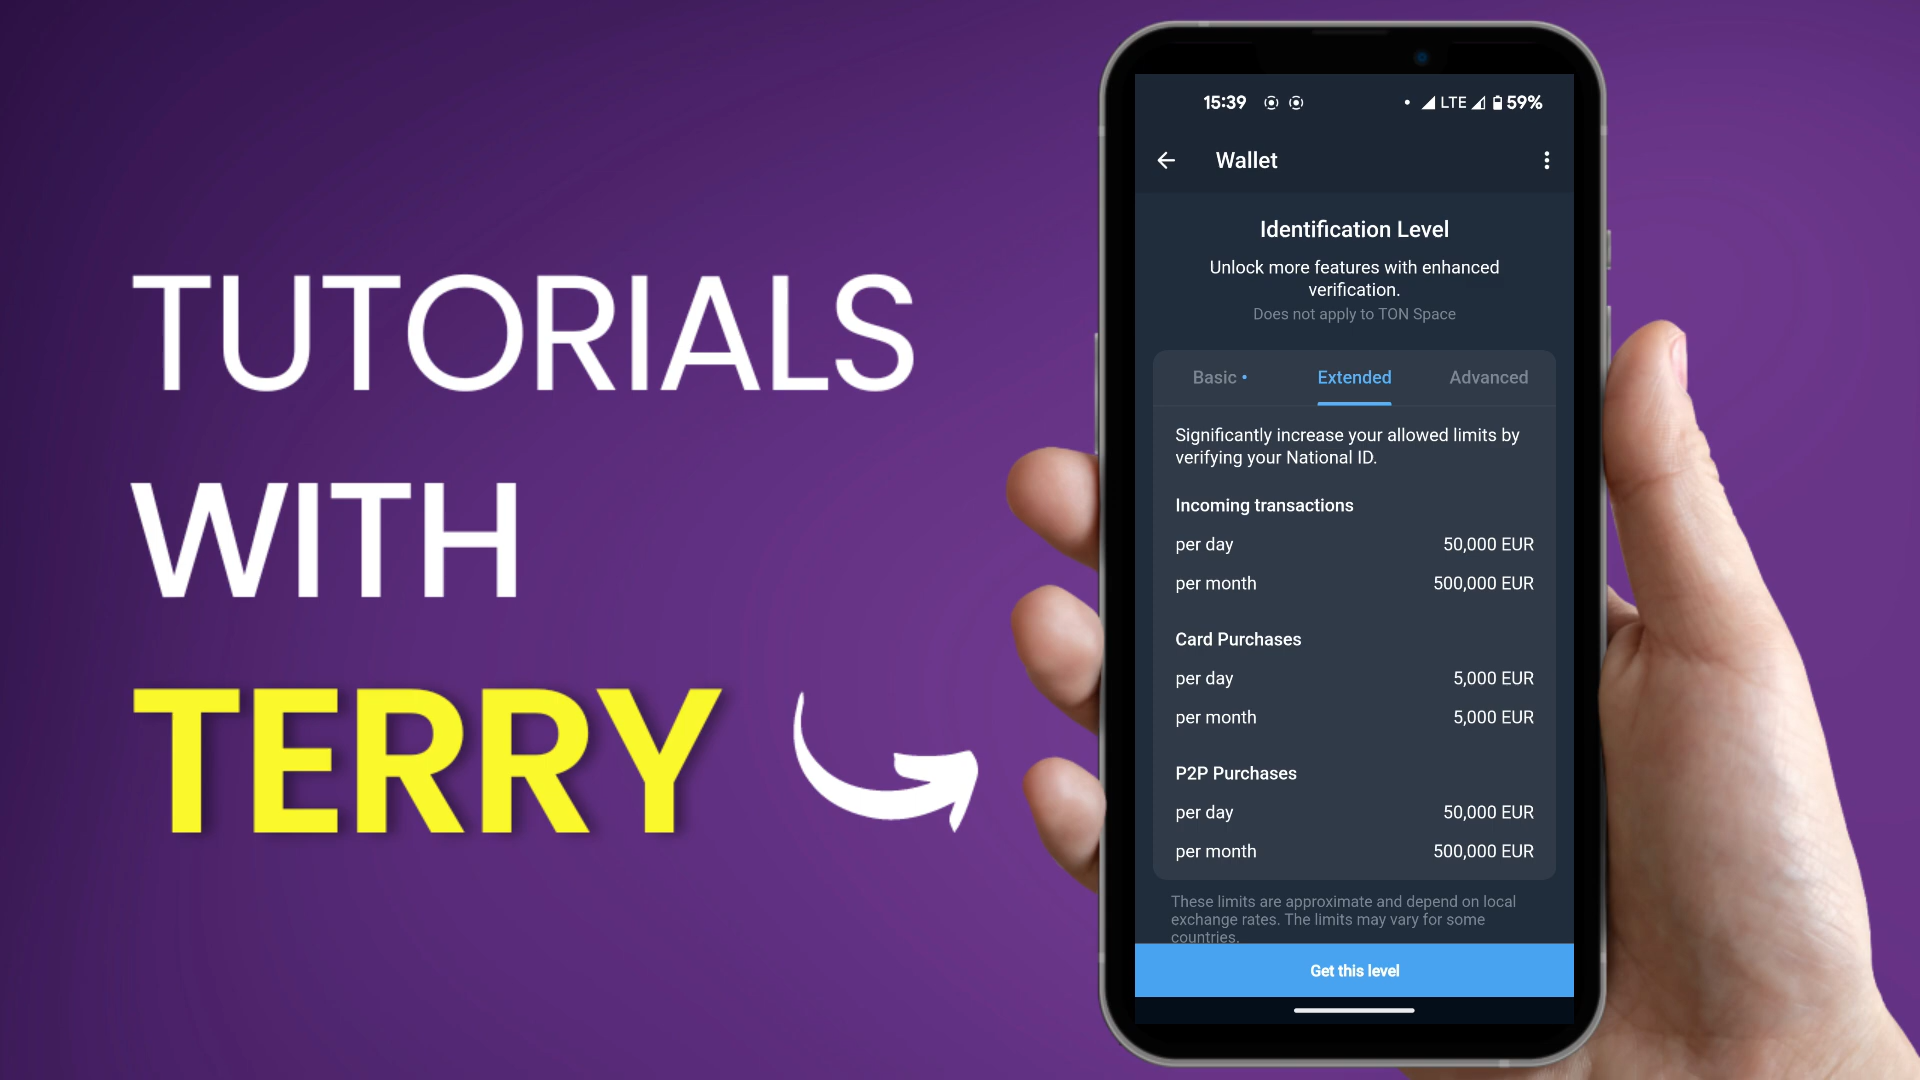 TUTORIALS
WITH
TERRY
15:39 LTE 59%
Wallet
Identification Level
Unlock more features with enhanced
verification.
Does not apply to TON Space
Basic • Extended Advanced
Significantly increase your allowed limits by
verifying your National ID.
Incoming transactions
per day 50,000 EUR
per month 500,000 EUR
Card Purchases
per day 5,000 EUR
per month 5,000 EUR
P2P Purchases
per day 50,000 EUR
per month 500,000 EUR
These limits are approximate and depend on local
exchange rates. The limits may vary for some
countries.
Get this level